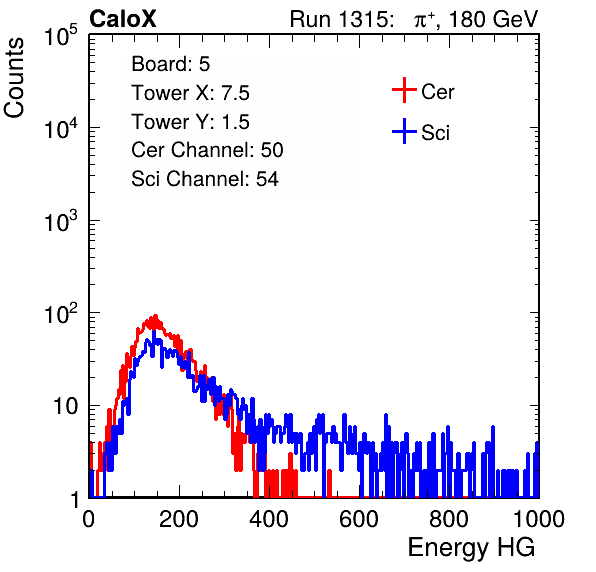 CaloX Run 1315: π⁺, 180 GeV
Counts
10⁵
10⁴
10³
10²
10
1
Board: 5
Tower X: 7.5
Tower Y: 1.5
Cer Channel: 50
Sci Channel: 54
Cer
Sci
0 200 400 600 800 1000
Energy HG